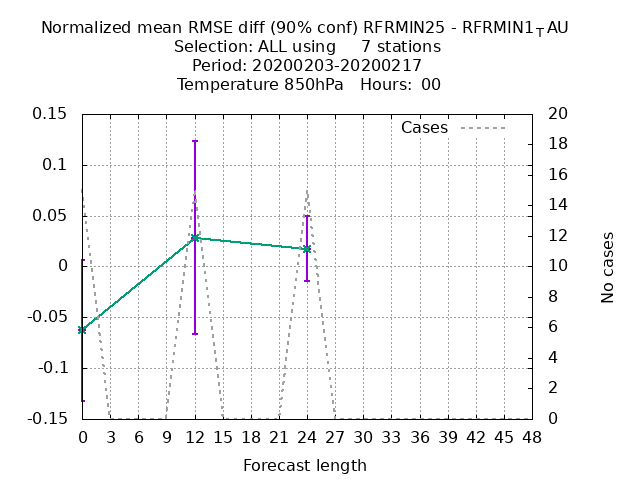 Normalized mean RMSE diff (90% conf) RFRMIN25 - RFRMIN1_TAU
Selection: ALL using 7 stations
Period: 20200203-20200217
Temperature 850hPa Hours: 00
Cases
0.15
0.1
0.05
0
-0.05
-0.1
-0.15
20
18
16
14
12
10
8
6
4
2
0
No cases
0 3 6 9 12 15 18 21 24 27 30 33 36 39 42 45 48
Forecast length